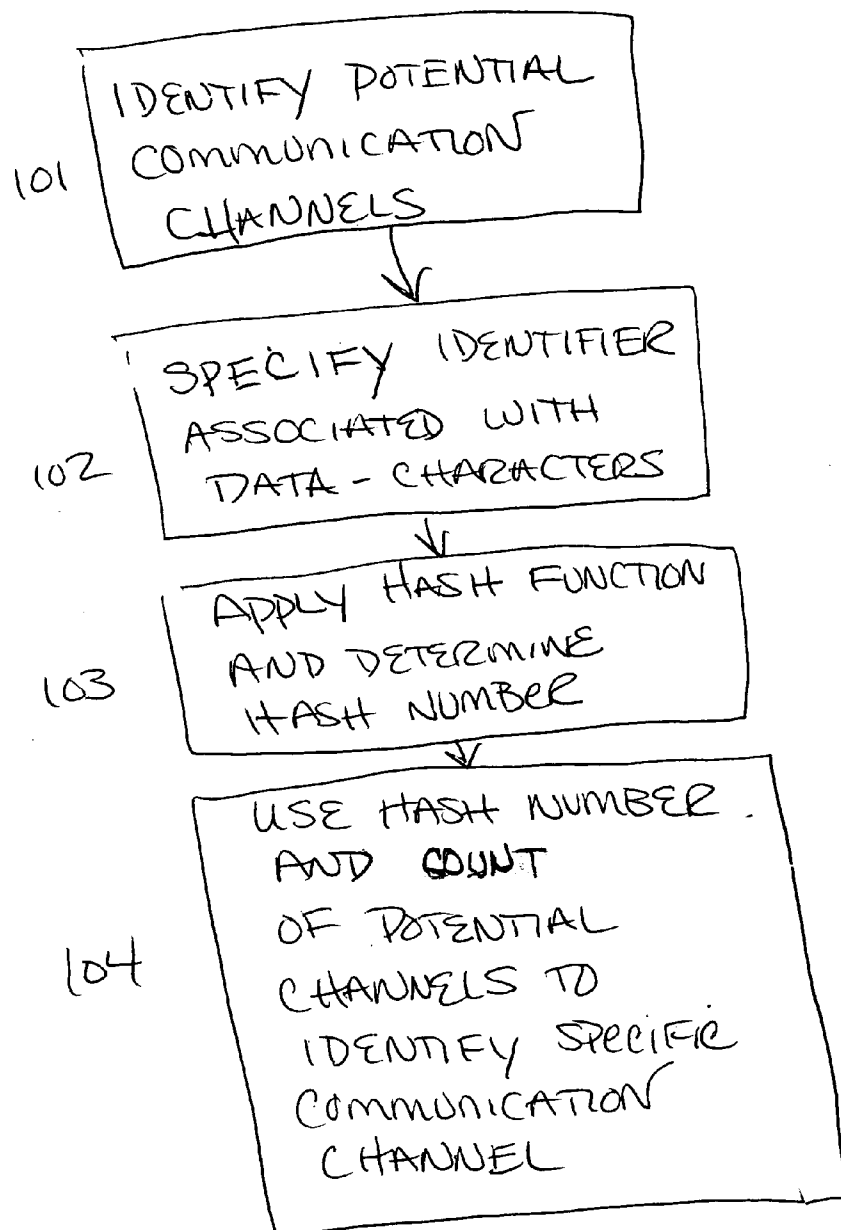 IDENTIFY POTENTIAL
COMMUNICATION
CHANNELS
101
SPECIFY IDENTIFIER
ASSOCIATED WITH
DATA - CHARACTERS
102
APPLY HASH FUNCTION
AND DETERMINE
HASH NUMBER
103
USE HASH NUMBER
AND COUNT
OF POTENTIAL
CHANNELS TO
IDENTIFY SPECIFIC
COMMUNICATION
CHANNEL
104